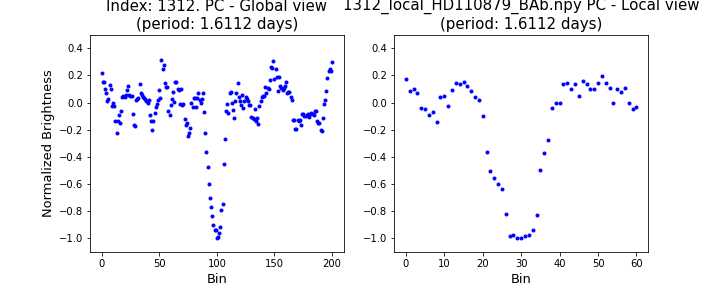 Index: 1312. PC - Global view
(period: 1.6112 days)
1312_local_HD110879_BAb.npy PC - Local view
(period: 1.6112 days)
Normalized Brightness
0.4
0.2
0.0
−0.2
−0.4
−0.6
−0.8
−1.0
0 50 100 150 200
Bin
0.4
0.2
0.0
−0.2
−0.4
−0.6
−0.8
−1.0
0 10 20 30 40 50 60
Bin